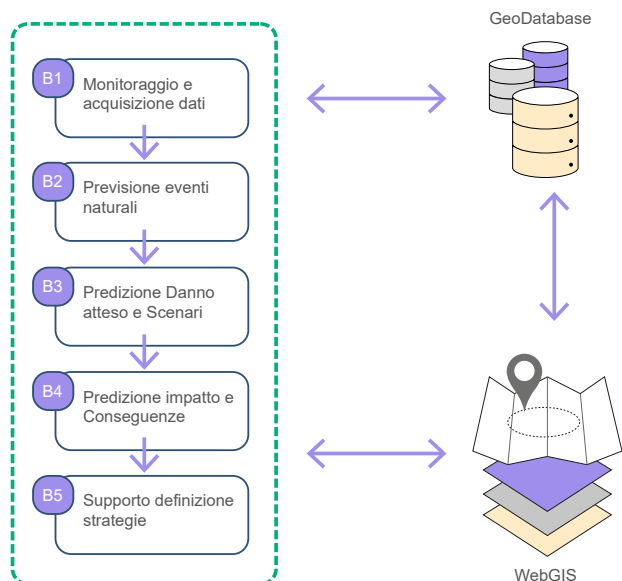 GeoDatabase
B1
Monitoraggio e
acquisizione dati
B2
Previsione eventi
naturali
B3
Predizione Danno
atteso e Scenari
B4
Predizione impatto e
Conseguenze
B5
Supporto definizione
strategie
WebGIS